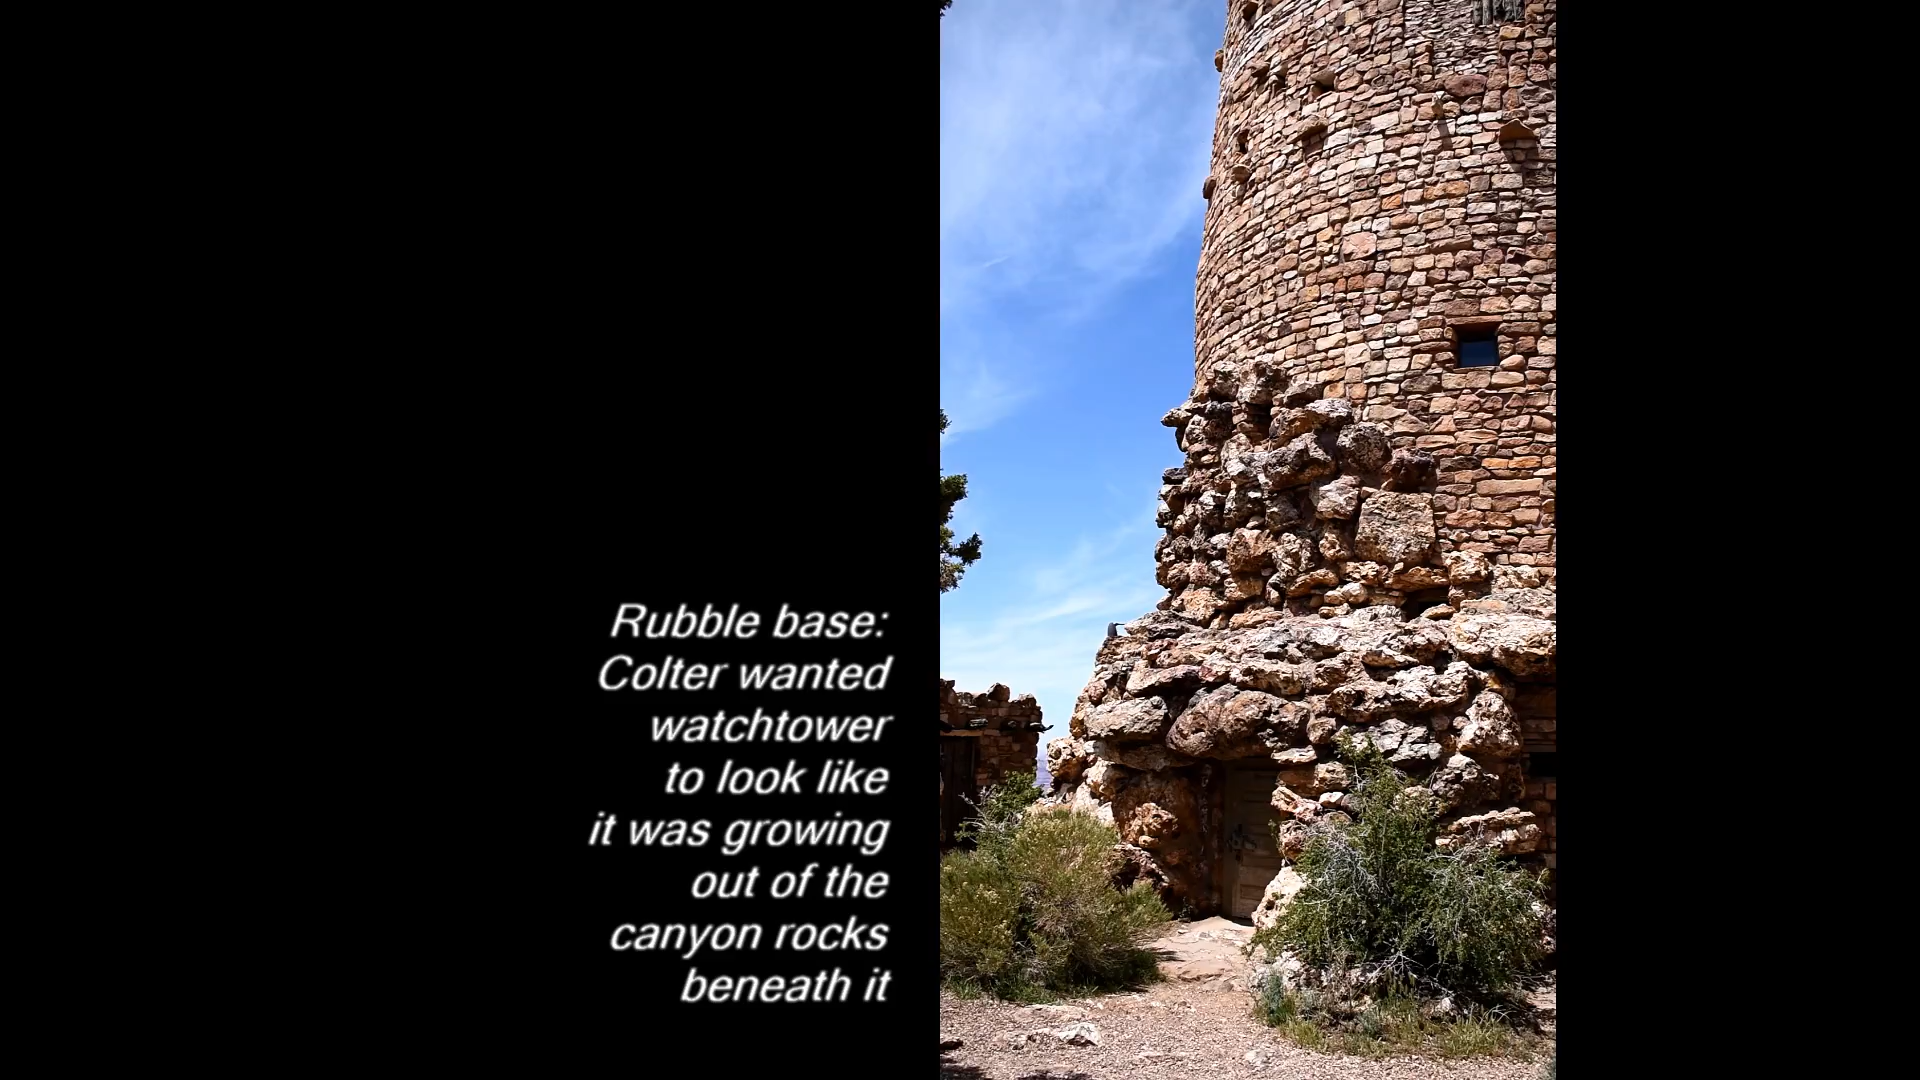 Rubble base:
Colter wanted
watchtower
to look like
it was growing
out of the
canyon rocks
beneath it